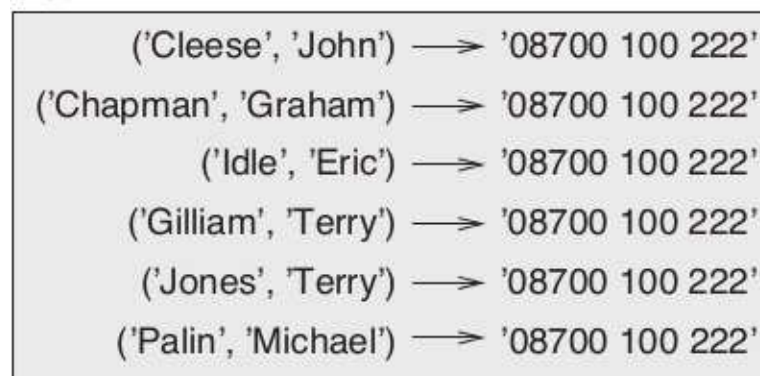 ('Cleese', 'John') → '08700 100 222'
('Chapman', 'Graham') → '08700 100 222'
('Idle', 'Eric') → '08700 100 222'
('Gilliam', 'Terry') → '08700 100 222'
('Jones', 'Terry') → '08700 100 222'
('Palin', 'Michael') → '08700 100 222'